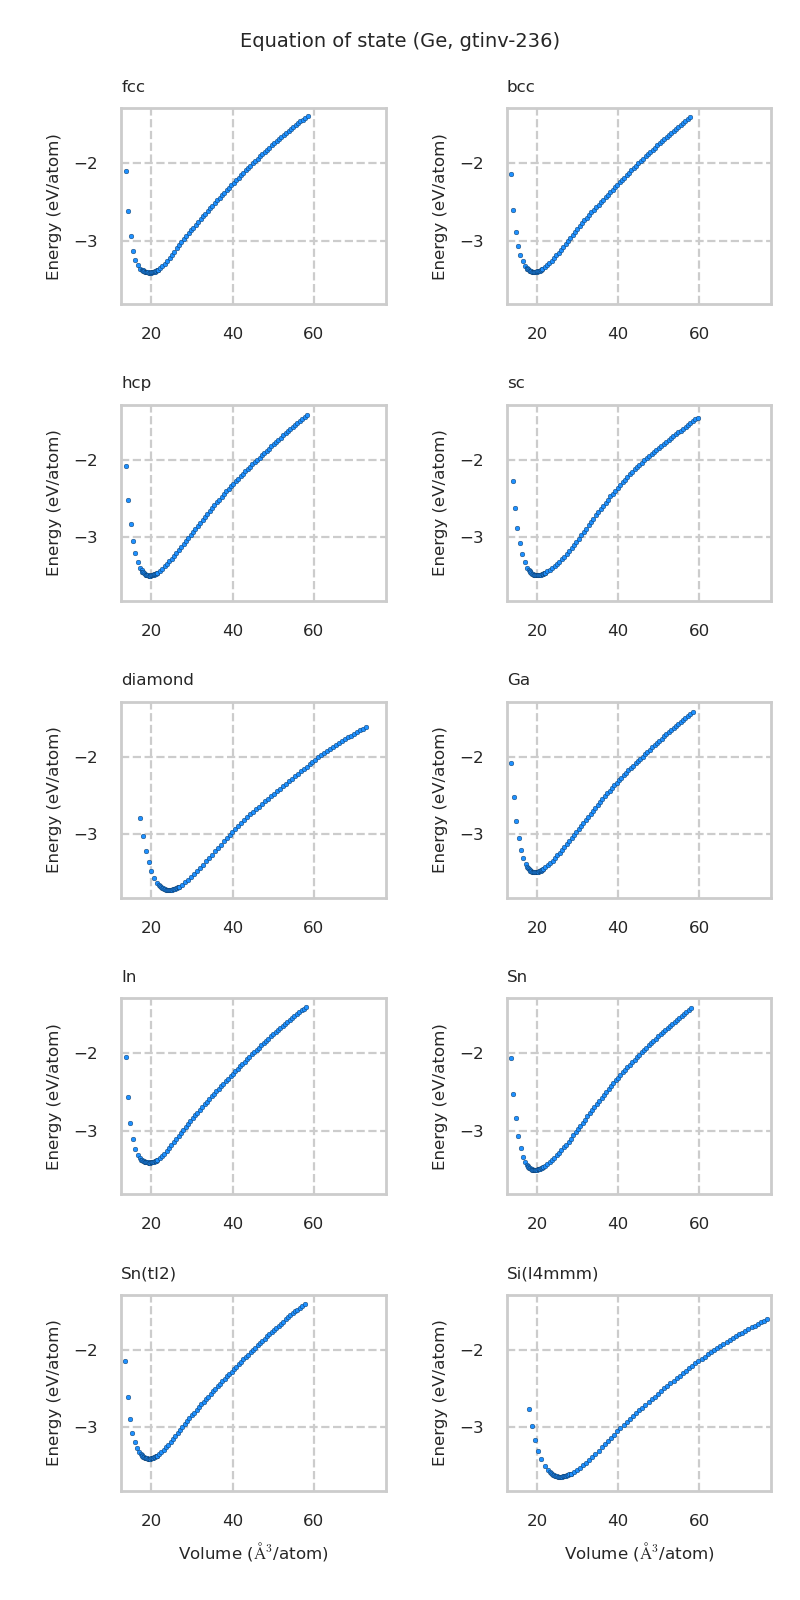 Equation of state (Ge, gtinv-236)
fcc
bcc
Energy (eV/atom)
−2
−3
20 40 60
Energy (eV/atom)
−2
−3
20 40 60
hcp
sc
Energy (eV/atom)
−2
−3
20 40 60
Energy (eV/atom)
−2
−3
20 40 60
diamond
Ga
Energy (eV/atom)
−2
−3
20 40 60
Energy (eV/atom)
−2
−3
20 40 60
In
Sn
Energy (eV/atom)
−2
−3
20 40 60
Energy (eV/atom)
−2
−3
20 40 60
Sn(tI2)
Si(I4mmm)
Energy (eV/atom)
−2
−3
20 40 60
Volume (Å³/atom)
Energy (eV/atom)
−2
−3
20 40 60
Volume (Å³/atom)